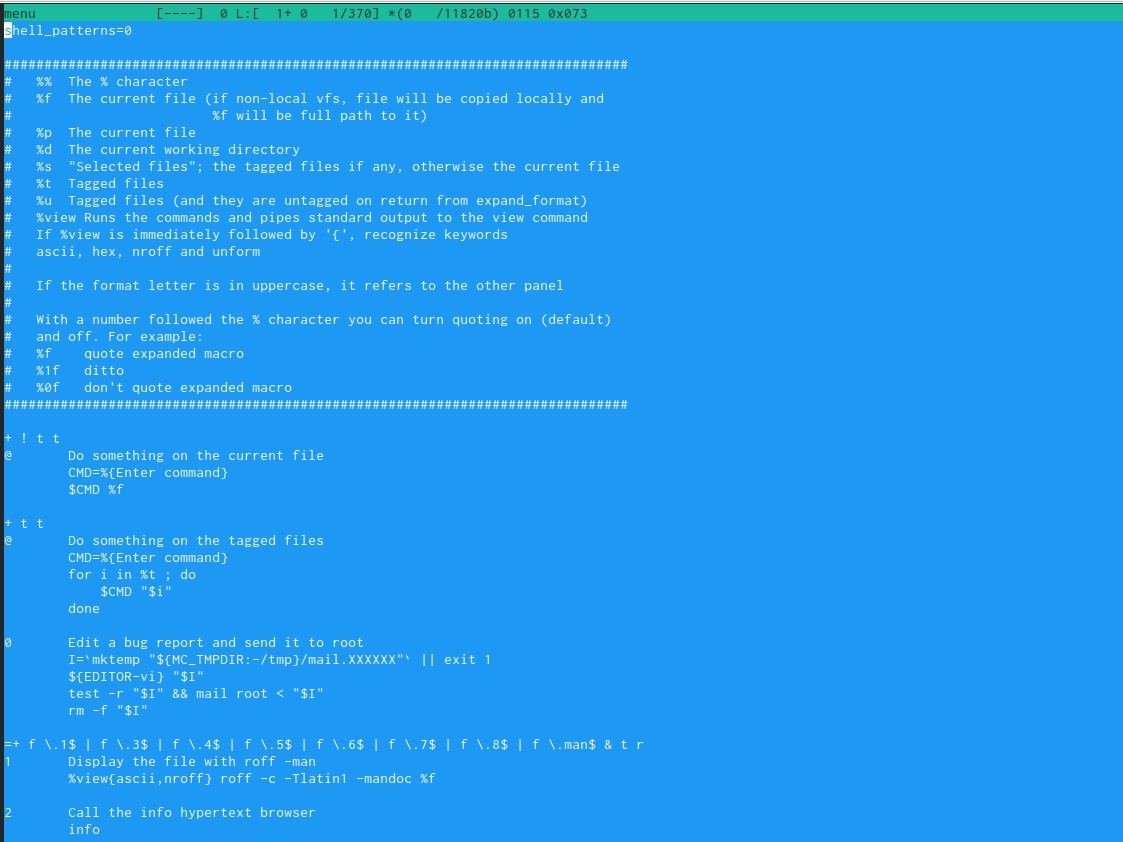 menu               [----]  0 L:[  1+ 0   1/370] *(0   /11820b) 0115 0x073
shell_patterns=0
##############################################################################
#   %%  The % character
#   %f  The current file (if non-local vfs, file will be copied locally and
#                         %f will be full path to it)
#   %p  The current file
#   %d  The current working directory
#   %s  "Selected files"; the tagged files if any, otherwise the current file
#   %t  Tagged files
#   %u  Tagged files (and they are untagged on return from expand_format)
#   %view Runs the commands and pipes standard output to the view command
#   If %view is immediately followed by '{', recognize keywords
#   ascii, hex, nroff and unform
#
#   If the format letter is in uppercase, it refers to the other panel
#
#   With a number followed the % character you can turn quoting on (default)
#   and off. For example:
#   %f    quote expanded macro
#   %1f   ditto
#   %0f   don't quote expanded macro
##############################################################################
+ ! t t
@       Do something on the current file
        CMD=%{Enter command}
        $CMD %f
+ t t
@       Do something on the tagged files
        CMD=%{Enter command}
        for i in %t ; do
            $CMD "$i"
        done
0       Edit a bug report and send it to root
        I=`mktemp "${MC_TMPDIR:-/tmp}/mail.XXXXXX"` || exit 1
        ${EDITOR-vi} "$I"
        test -r "$I" && mail root < "$I"
        rm -f "$I"
=+ f \.1$ | f \.3$ | f \.4$ | f \.5$ | f \.6$ | f \.7$ | f \.8$ | f \.man$ & t r
1       Display the file with roff -man
        %view{ascii,nroff} roff -c -Tlatin1 -mandoc %f
2       Call the info hypertext browser
        info